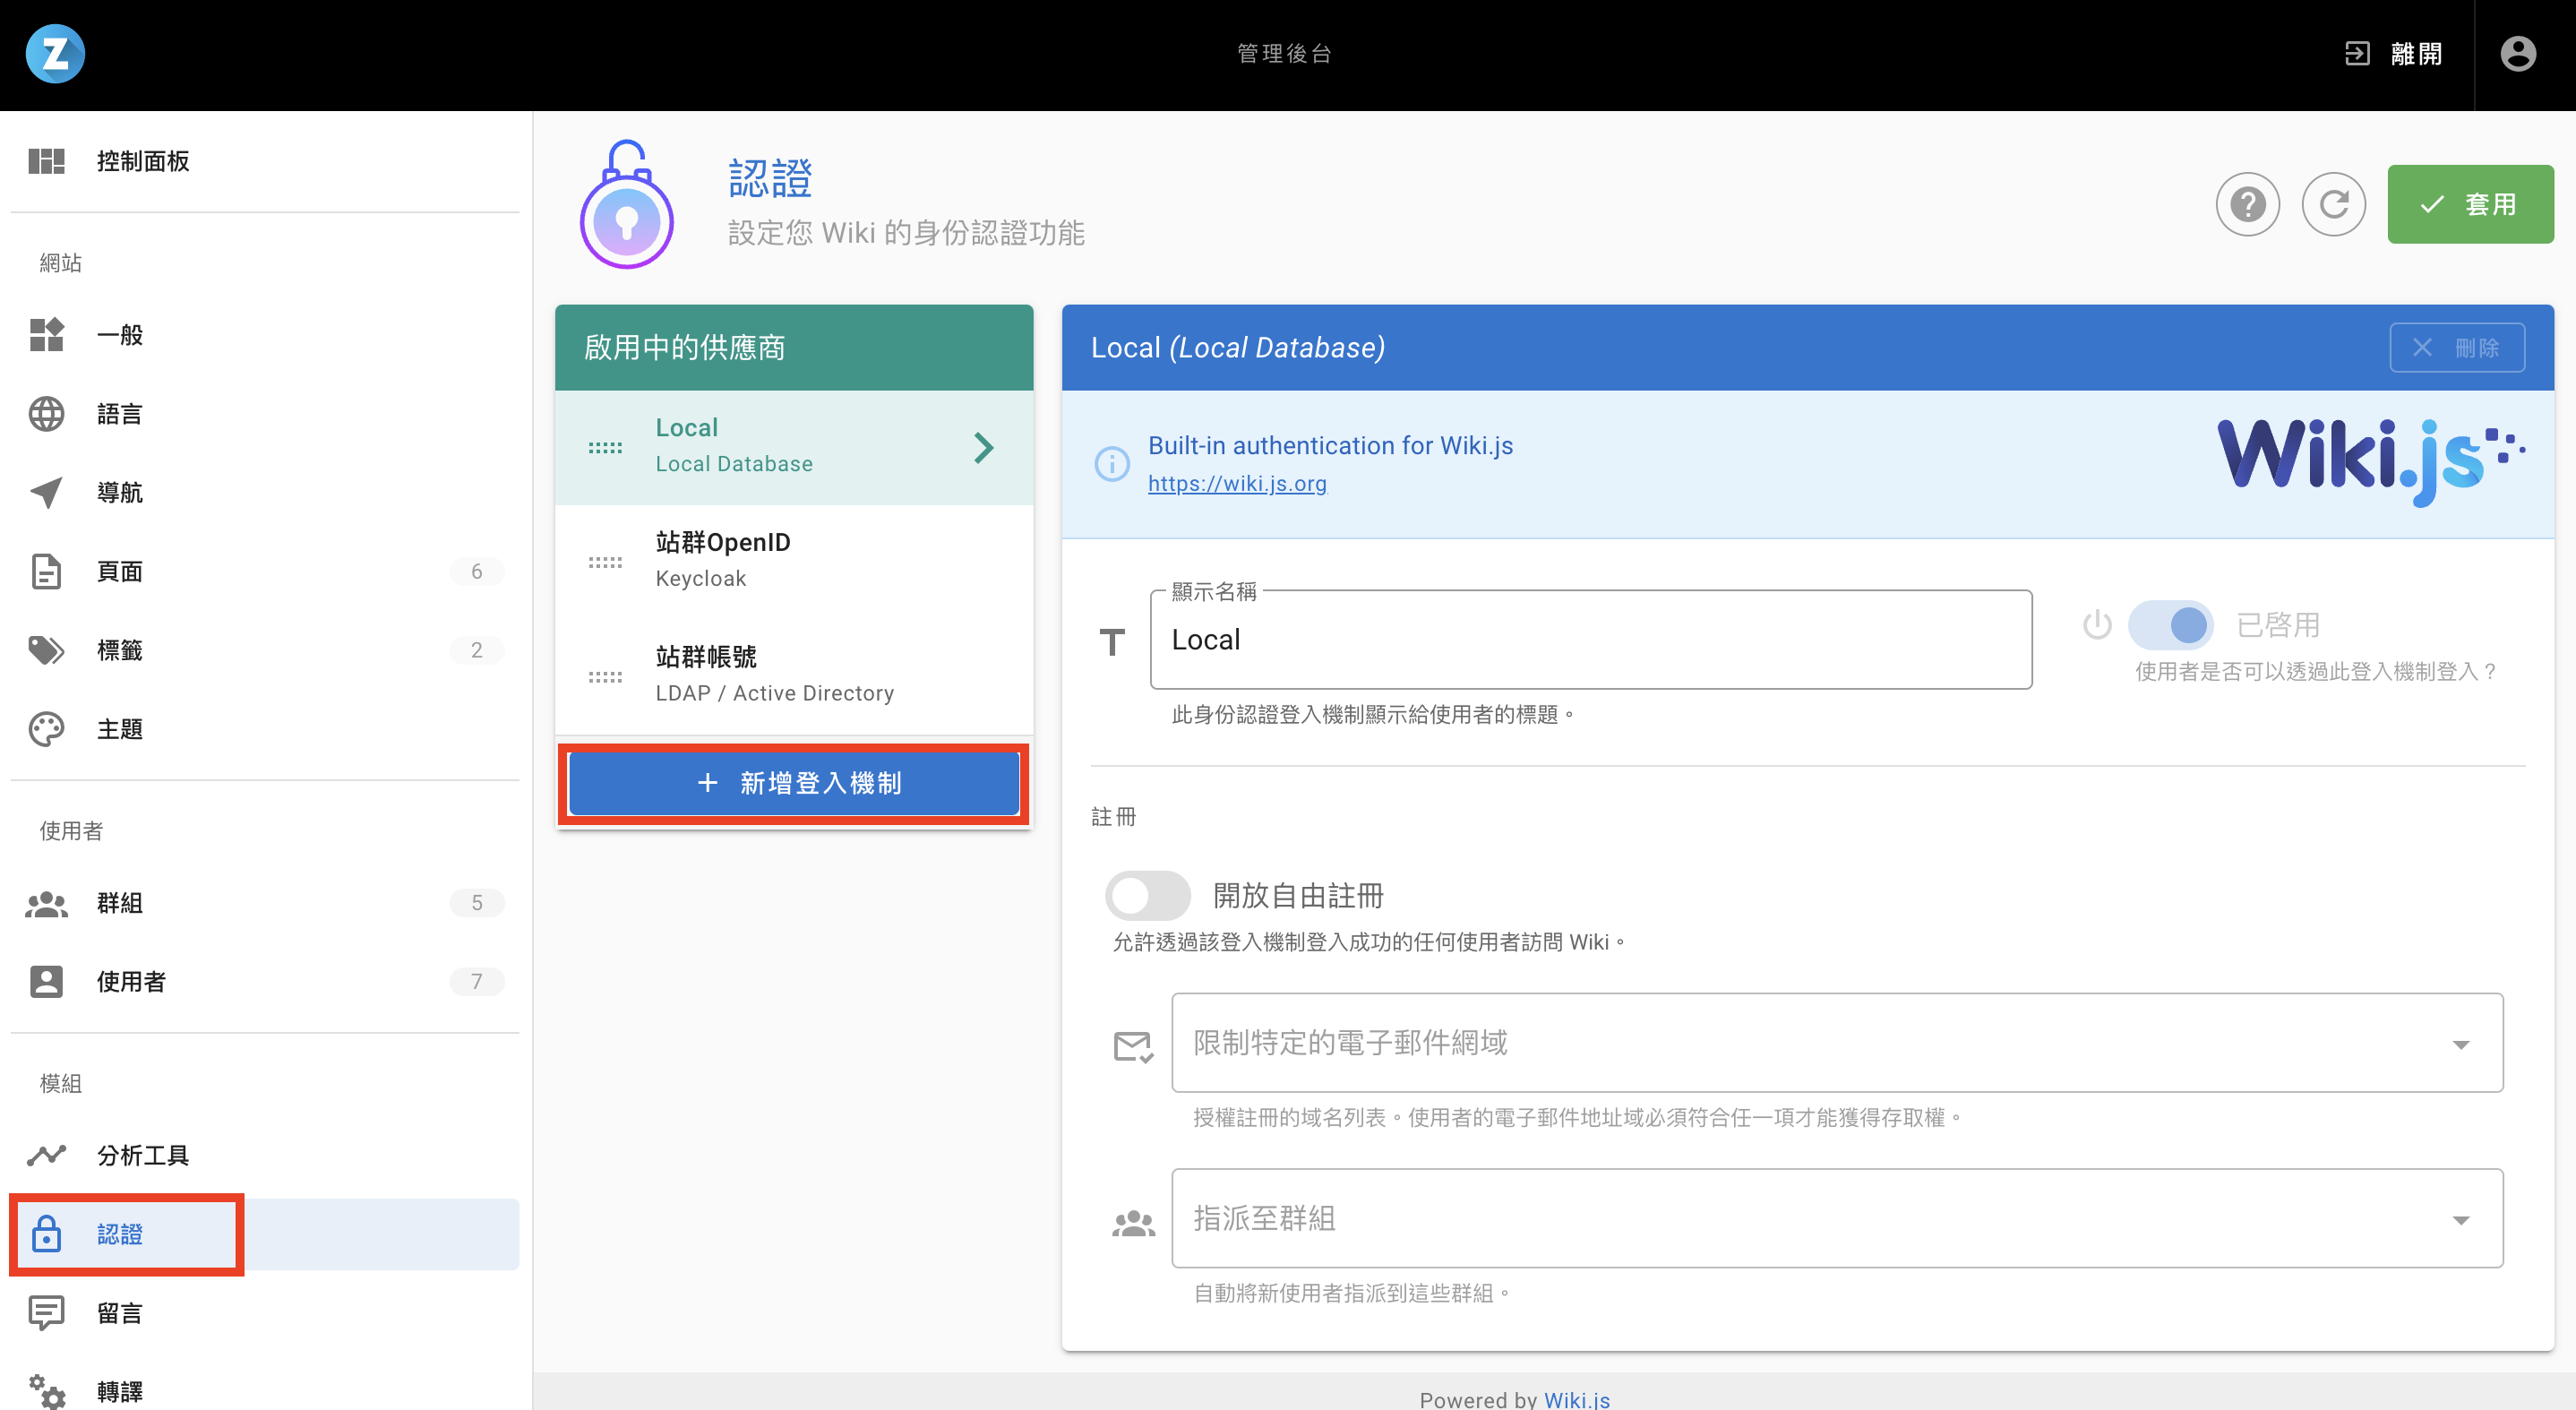 Z
管理後台
離開
控制面板
網站
一般
語言
導航
頁面
6
標籤
2
主題
使用者
群組
5
使用者
7
模組
分析工具
認證
留言
轉譯
認證
設定您 Wiki 的身份認證功能
?
套用
啟用中的供應商
Local
Local Database
站群OpenID
Keycloak
站群帳號
LDAP / Active Directory
+ 新增登入機制
Local (Local Database)
刪除
Built-in authentication for Wiki.js
https://wiki.js.org
Wiki.js
顯示名稱
Local
此身份認證登入機制顯示給使用者的標題。
已啓用
使用者是否可以透過此登入機制登入？
註冊
開放自由註冊
允許透過該登入機制登入成功的任何使用者訪問 Wiki。
限制特定的電子郵件網域
授權註冊的域名列表。使用者的電子郵件地址域必須符合任一項才能獲得存取權。
指派至群組
自動將新使用者指派到這些群組。
Powered by Wiki.js